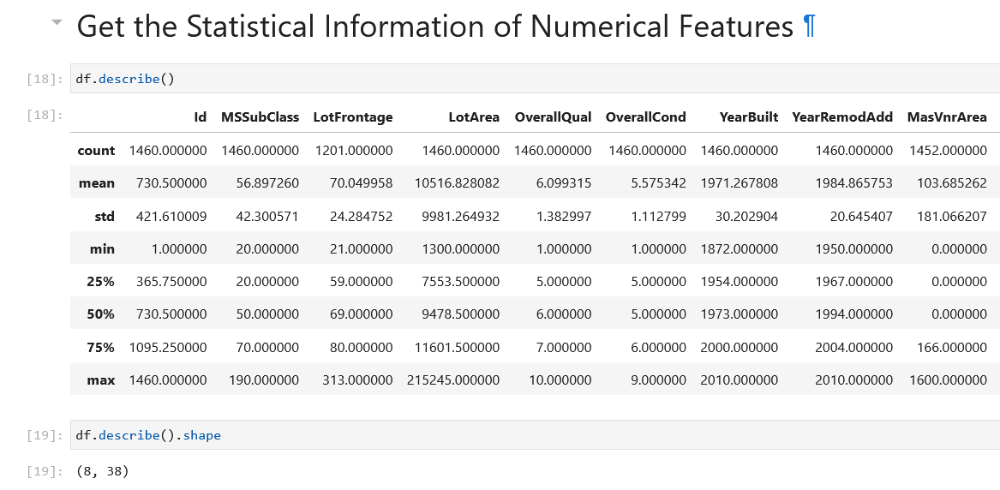 Get the Statistical Information of Numerical Features ¶
[18]: df.describe()
[18]: Id MSSubClass LotFrontage LotArea OverallQual OverallCond YearBuilt YearRemodAdd MasVnrArea
count 1460.000000 1460.000000 1201.000000 1460.000000 1460.000000 1460.000000 1460.000000 1460.000000 1452.000000
mean 730.500000 56.897260 70.049958 10516.828082 6.099315 5.575342 1971.267808 1984.865753 103.685262
std 421.610009 42.300571 24.284752 9981.264932 1.382997 1.112799 30.202904 20.645407 181.066207
min 1.000000 20.000000 21.000000 1300.000000 1.000000 1.000000 1872.000000 1950.000000 0.000000
25% 365.750000 20.000000 59.000000 7553.500000 5.000000 5.000000 1954.000000 1967.000000 0.000000
50% 730.500000 50.000000 69.000000 9478.500000 6.000000 5.000000 1973.000000 1994.000000 0.000000
75% 1095.250000 70.000000 80.000000 11601.500000 7.000000 6.000000 2000.000000 2004.000000 166.000000
max 1460.000000 190.000000 313.000000 215245.000000 10.000000 9.000000 2010.000000 2010.000000 1600.000000
[19]: df.describe().shape
[19]: (8, 38)